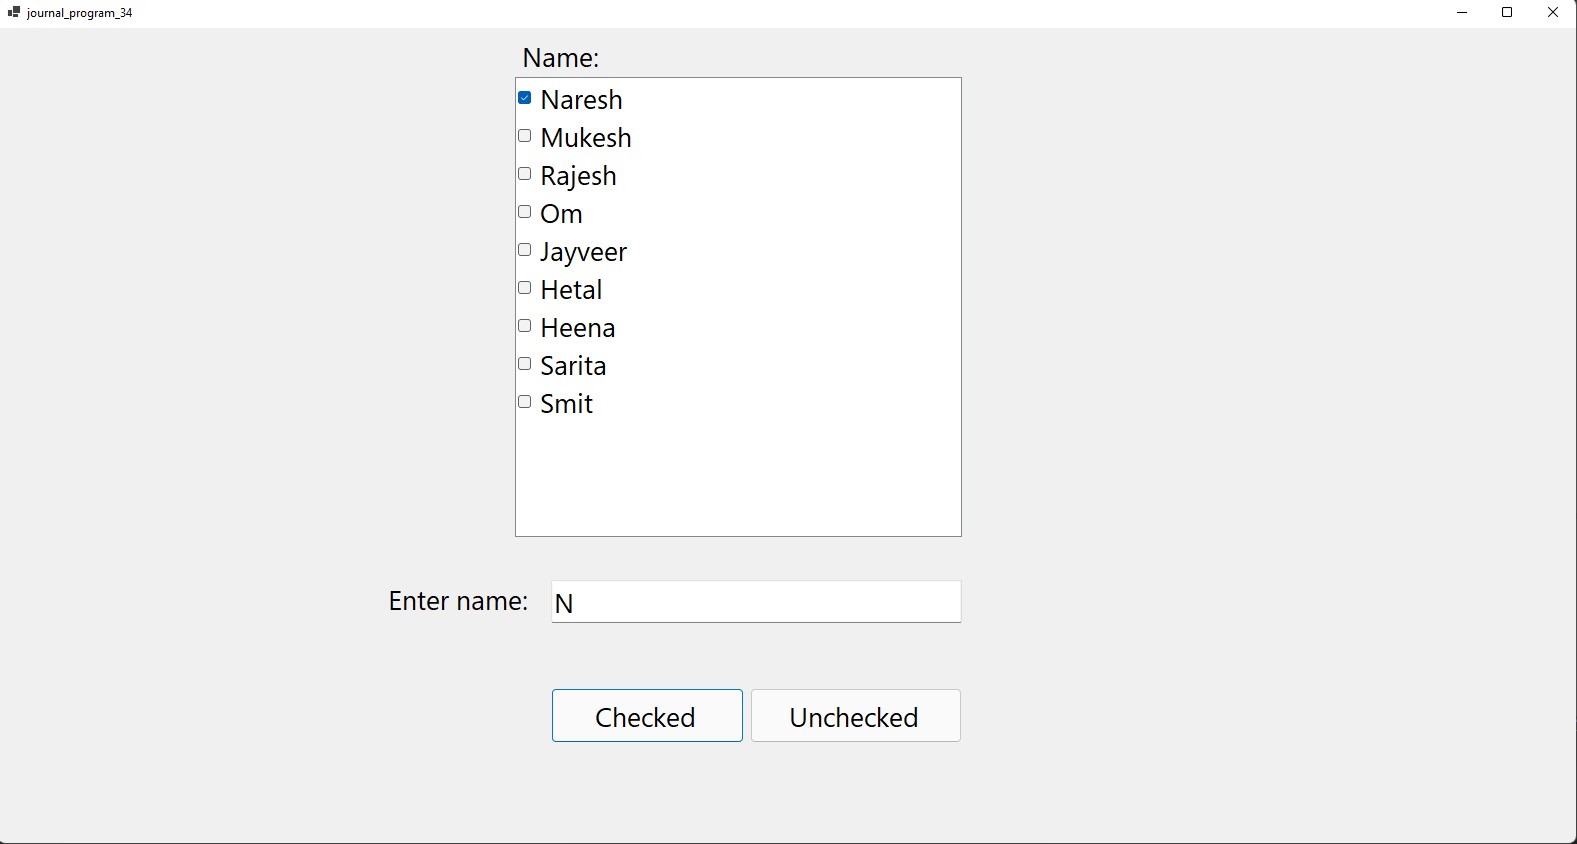 journal_program_34
Name:
Naresh
Mukesh
Rajesh
Om
Jayveer
Hetal
Heena
Sarita
Smit
Enter name: N
Checked Unchecked